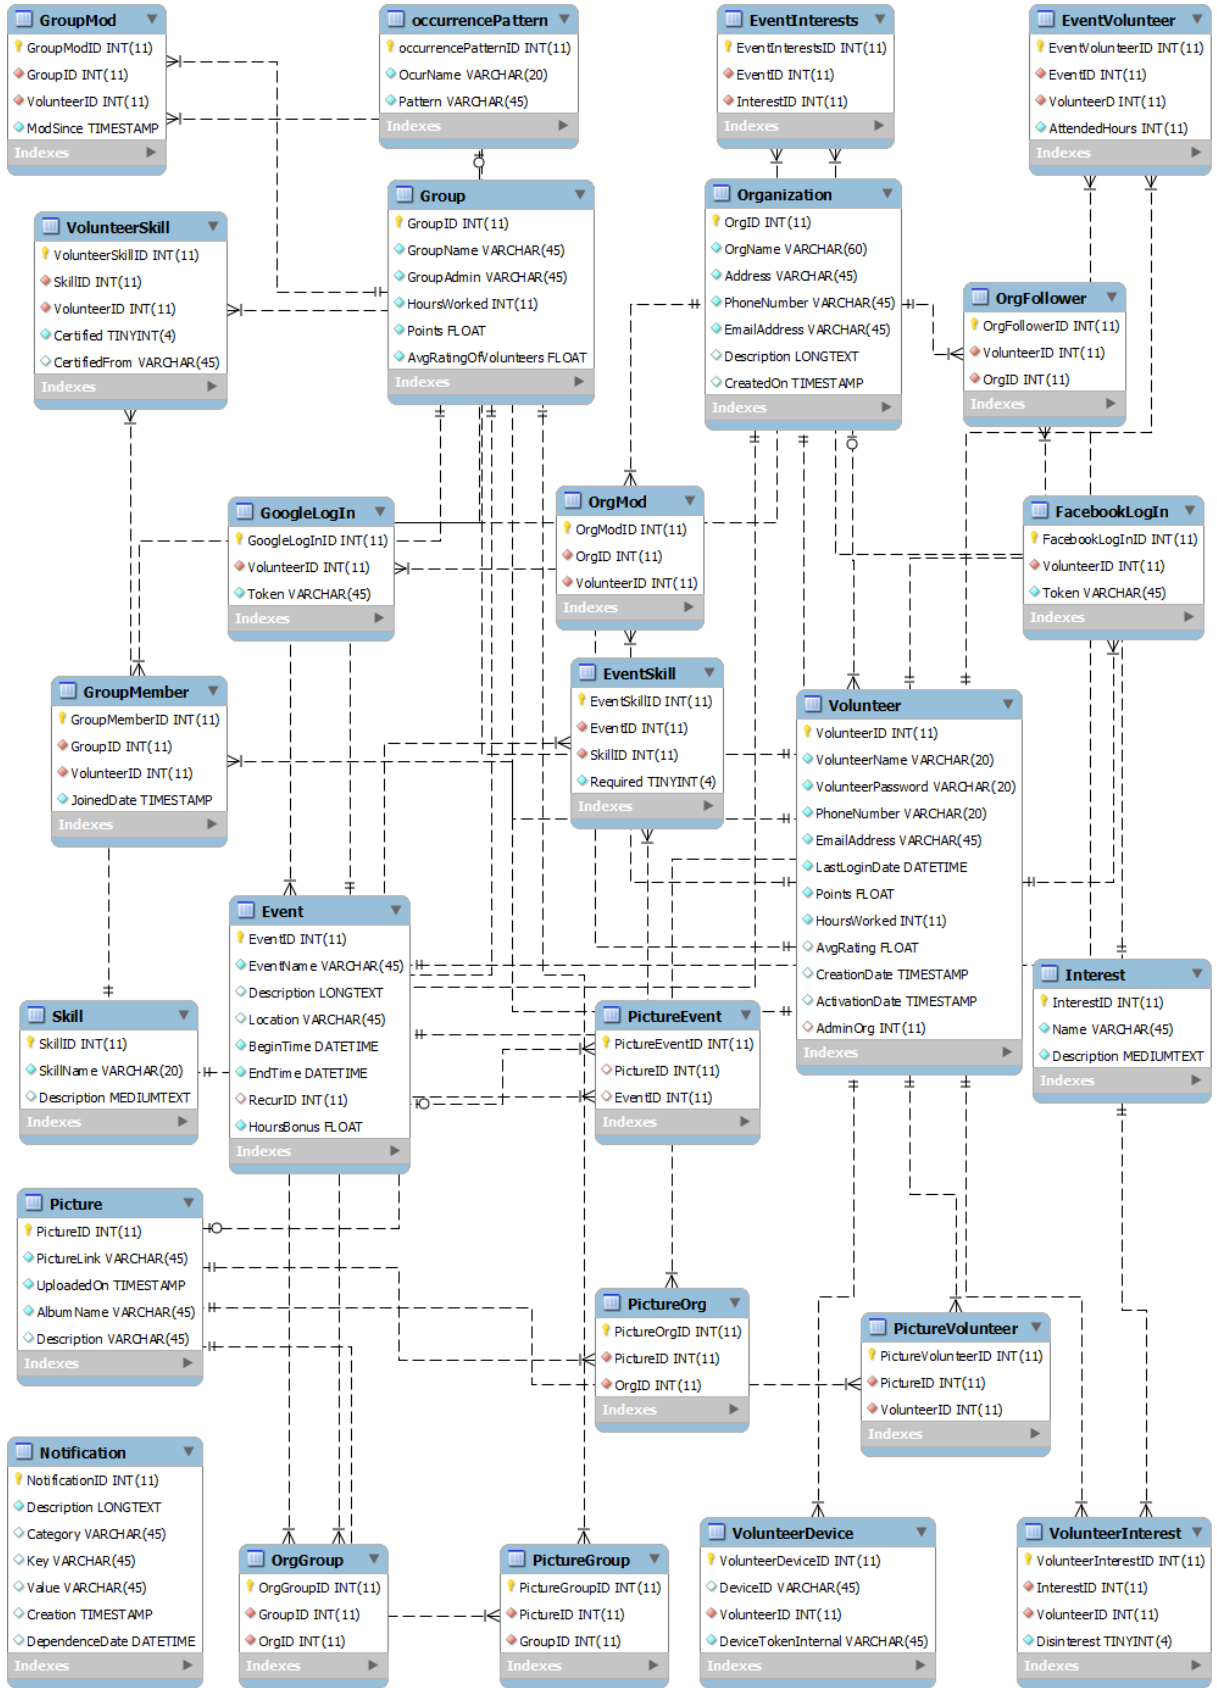 GroupMod
GroupModID INT(11)
GroupID INT(11)
VolunteerID INT(11)
ModSince TIMESTAMP
Indexes
occurrencePattern
occurrencePatternID INT(11)
OcurName VARCHAR(20)
Pattern VARCHAR(45)
Indexes
EventInterests
EventInterestsID INT(11)
EventID INT(11)
InterestID INT(11)
Indexes
EventVolunteer
EventVolunteerID INT(11)
EventID INT(11)
VolunteerD INT(11)
AttendedHours INT(11)
Indexes
VolunteerSkill
VolunteerSkillID INT(11)
SkillID INT(11)
VolunteerID INT(11)
Certified TINYINT(4)
CertifiedFrom VARCHAR(45)
Indexes
Group
GroupID INT(11)
GroupName VARCHAR(45)
GroupAdmin VARCHAR(45)
HoursWorked INT(11)
Points FLOAT
AvgRatingOfVolunteers FLOAT
Indexes
Organization
OrgID INT(11)
OrgName VARCHAR(60)
Address VARCHAR(45)
PhoneNumber VARCHAR(45)
EmailAddress VARCHAR(45)
Description LONGTEXT
CreatedOn TIMESTAMP
Indexes
OrgFollower
OrgFollowerID INT(11)
VolunteerID INT(11)
OrgID INT(11)
Indexes
GoogleLogIn
GoogleLogInID INT(11)
VolunteerID INT(11)
Token VARCHAR(45)
Indexes
OrgMod
OrgModID INT(11)
OrgID INT(11)
VolunteerID INT(11)
Indexes
FacebookLogIn
FacebookLogInID INT(11)
VolunteerID INT(11)
Token VARCHAR(45)
Indexes
GroupMember
GroupMemberID INT(11)
GroupID INT(11)
VolunteerID INT(11)
JoinedDate TIMESTAMP
Indexes
EventSkill
EventSkillID INT(11)
EventID INT(11)
SkillID INT(11)
Required TINYINT(4)
Indexes
Volunteer
VolunteerID INT(11)
VolunteerName VARCHAR(20)
VolunteerPassword VARCHAR(20)
PhoneNumber VARCHAR(20)
EmailAddress VARCHAR(45)
LastLoginDate DATETIME
Points FLOAT
HoursWorked INT(11)
AvgRating FLOAT
CreationDate TIMESTAMP
ActivationDate TIMESTAMP
AdminOrg INT(11)
Indexes
Event
EventID INT(11)
EventName VARCHAR(45)
Description LONGTEXT
Location VARCHAR(45)
BeginTime DATETIME
EndTime DATETIME
RecurID INT(11)
HoursBonus FLOAT
Indexes
Interest
InterestID INT(11)
Name VARCHAR(45)
Description MEDIUMTEXT
Indexes
Skill
SkillID INT(11)
SkillName VARCHAR(20)
Description MEDIUMTEXT
Indexes
PictureEvent
PictureEventID INT(11)
PictureID INT(11)
EventID INT(11)
Indexes
Picture
PictureID INT(11)
PictureLink VARCHAR(45)
UploadedOn TIMESTAMP
AlbumName VARCHAR(45)
Description VARCHAR(45)
Indexes
PictureOrg
PictureOrgID INT(11)
PictureID INT(11)
OrgID INT(11)
Indexes
PictureVolunteer
PictureVolunteerID INT(11)
PictureID INT(11)
VolunteerID INT(11)
Indexes
Notification
NotificationID INT(11)
Description LONGTEXT
Category VARCHAR(45)
Key VARCHAR(45)
Value VARCHAR(45)
Creation TIMESTAMP
DependenceDate DATETIME
Indexes
OrgGroup
OrgGroupID INT(11)
GroupID INT(11)
OrgID INT(11)
Indexes
PictureGroup
PictureGroupID INT(11)
PictureID INT(11)
GroupID INT(11)
Indexes
VolunteerDevice
VolunteerDeviceID INT(11)
DeviceID VARCHAR(45)
VolunteerID INT(11)
DeviceTokenInternal VARCHAR(45)
Indexes
VolunteerInterest
VolunteerInterestID INT(11)
InterestID INT(11)
VolunteerID INT(11)
Disinterest TINYINT(4)
Indexes